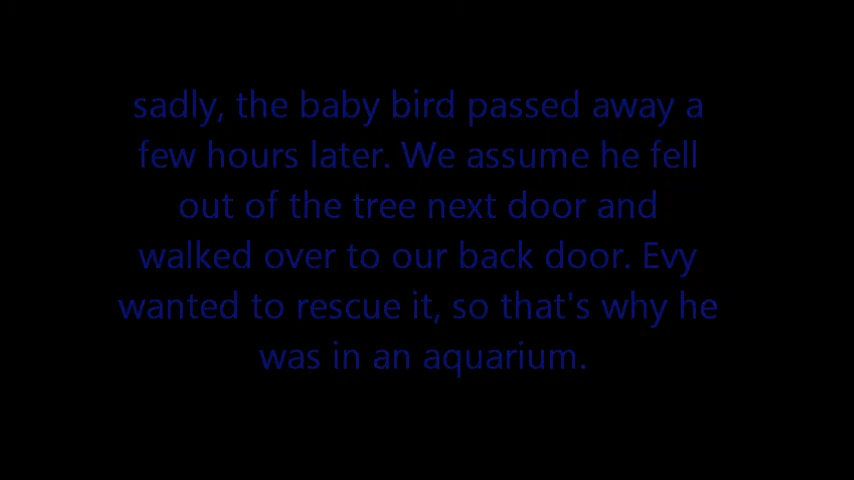 sadly, the baby bird passed away a
few hours later. We assume he fell
out of the tree next door and
walked over to our back door. Evy
wanted to rescue it, so that's why he
was in an aquarium.